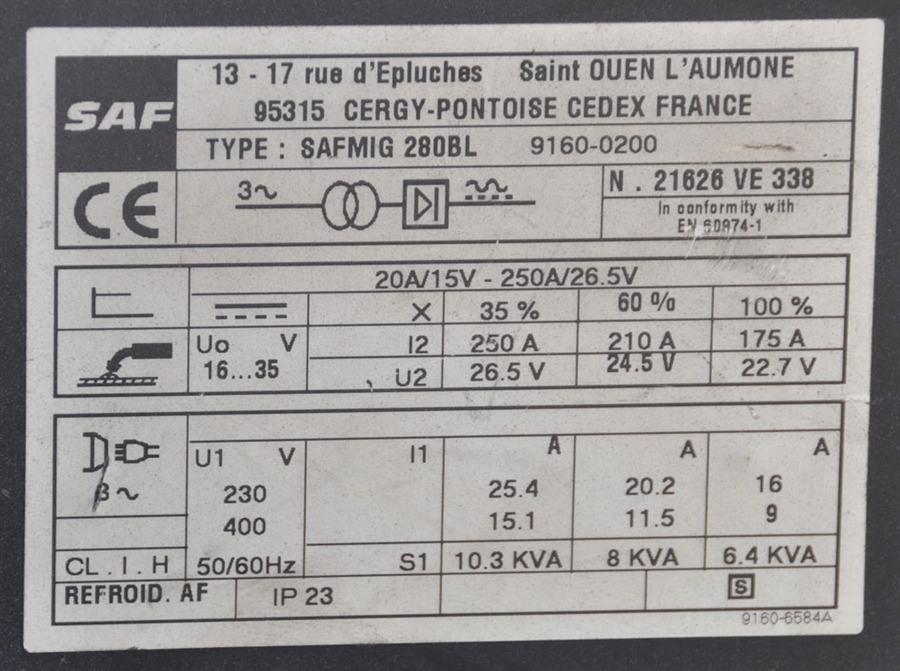 13 - 17 rue d'Epluches Saint OUEN L'AUMONE
SAF
95315 CERGY-PONTOISE CEDEX FRANCE
TYPE : SAFMIG 280BL 9160-0200
CE
3~
N . 21626 VE 338
In conformity with
EN 60974-1
20A/15V - 250A/26.5V
X 35 % 60 % 100 %
Uo V I2 250 A 210 A 175 A
16...35 U2 26.5 V 24.5 V 22.7 V
U1 V I1 A A A
3~ 230 25.4 20.2 16
400 15.1 11.5 9
CL . I . H 50/60Hz S1 10.3 KVA 8 KVA 6.4 KVA
REFROID. AF IP 23 S
9160-6584A